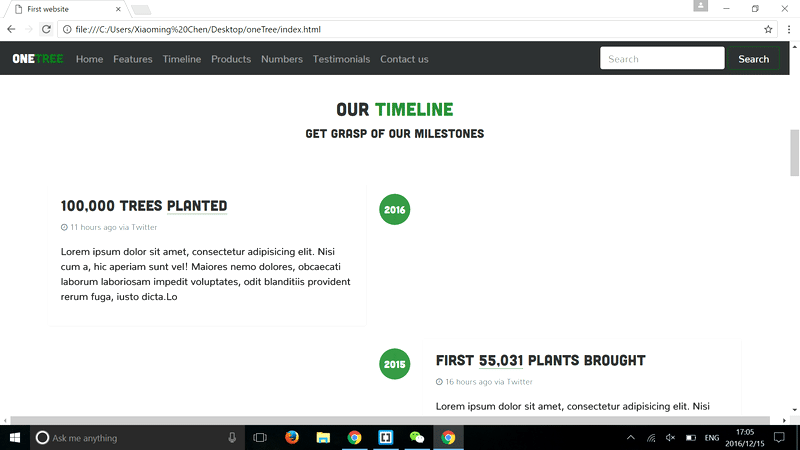 First website
file:///C:/Users/Xiaoming%20Chen/Desktop/oneTree/index.html
ONETREE Home Features Timeline Products Numbers Testimonials Contact us Search Search
OUR TIMELINE
GET GRASP OF OUR MILESTONES
100,000 TREES PLANTED
11 hours ago via Twitter
Lorem ipsum dolor sit amet, consectetur adipisicing elit. Nisi
cum a, hic aperiam sunt vel! Maiores nemo dolores, obcaecati
laborum laboriosam impedit voluptates, odit blanditiis provident
rerum fuga, iusto dicta.Lo
2016
2015
FIRST 55,031 PLANTS BROUGHT
16 hours ago via Twitter
Lorem ipsum dolor sit amet, consectetur adipisicing elit. Nisi
Ask me anything
ENG
17:05
2016/12/15